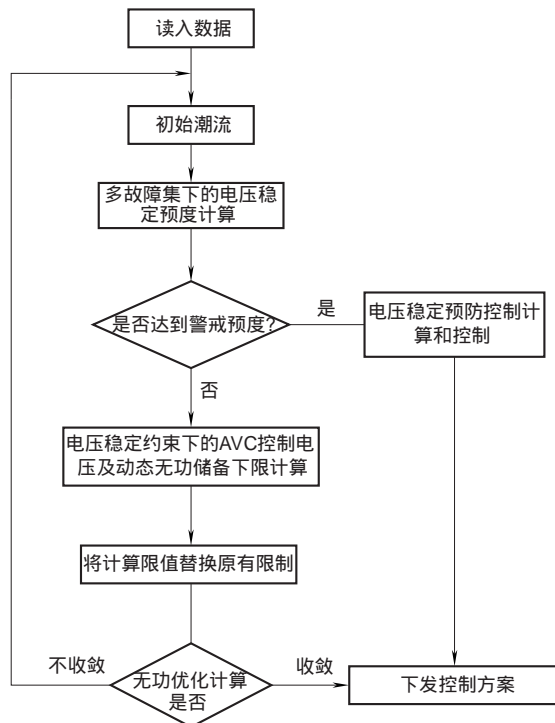 读入数据
初始潮流
多故障集下的电压稳
定预度计算
是否达到警戒预度?
是
电压稳定预防控制计
算和控制
否
电压稳定约束下的AVC控制电
压及动态无功储备下限计算
将计算限值替换原有限制
不收敛
无功优化计算
是否
收敛
下发控制方案